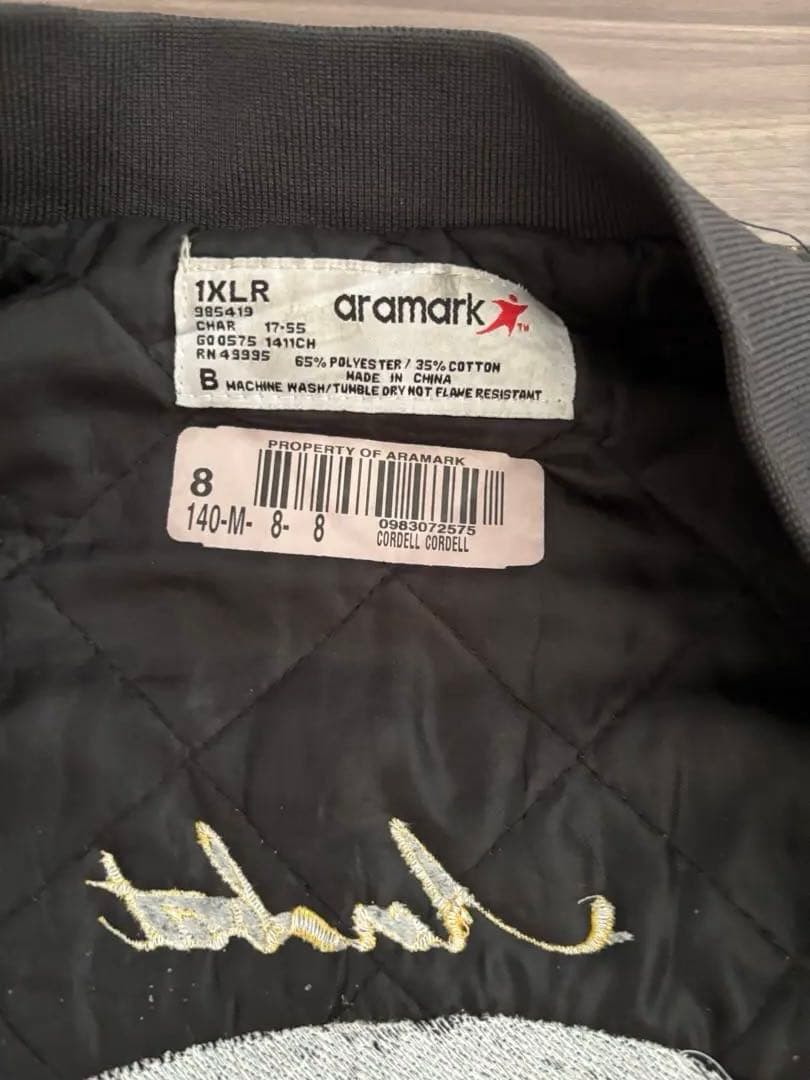 1XLR
aramark
985419
CHAR 17-55
G00575 1411CH
RN 49995
65% POLYESTER / 35% COTTON
MADE IN CHINA
B MACHINE WASH/TUMBLE DRY NOT FLAME RESISTANT
PROPERTY OF ARAMARK
8
140-M- 8- 8
0983072575
CORDELL CORDELL